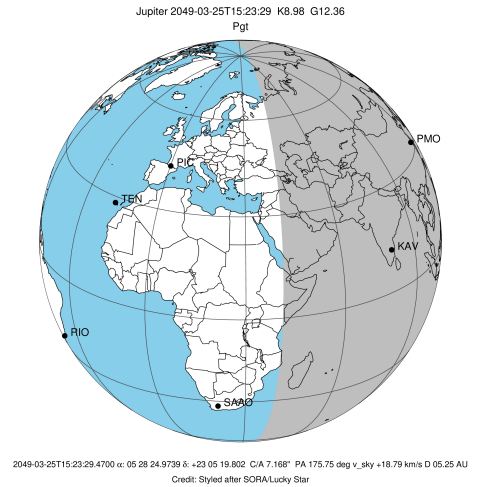 Jupiter 2049-03-25T15:23:29 K8.98 G12.36
Pgt
PMO
PIC
TEN
KAV
RIO
SAAO
2049-03-25T15:23:29.4700 α: 05 28 24.9739 δ: +23 05 19.802 C/A 7.168" PA 175.75 deg v_sky +18.79 km/s D 05.25 AU
Credit: Styled after SORA/Lucky Star